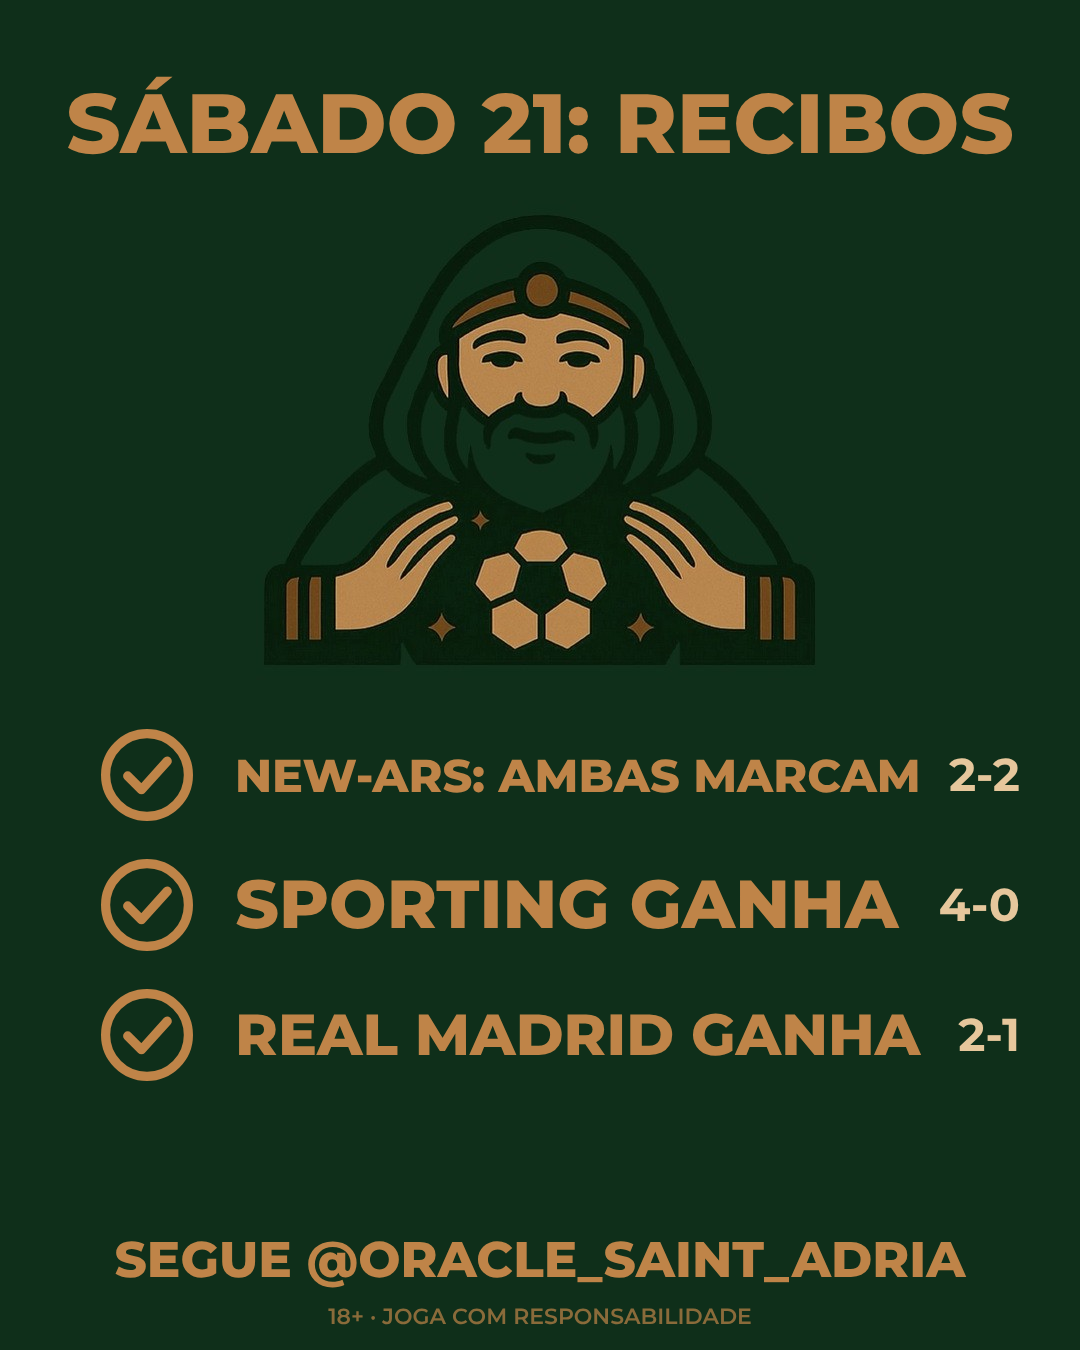 SÁBADO 21: RECIBOS
NEW-ARS: AMBAS MARCAM 2-2
SPORTING GANHA 4-0
REAL MADRID GANHA 2-1
SEGUE @ORACLE_SAINT_ADRIA
18+ · JOGA COM RESPONSABILIDADE